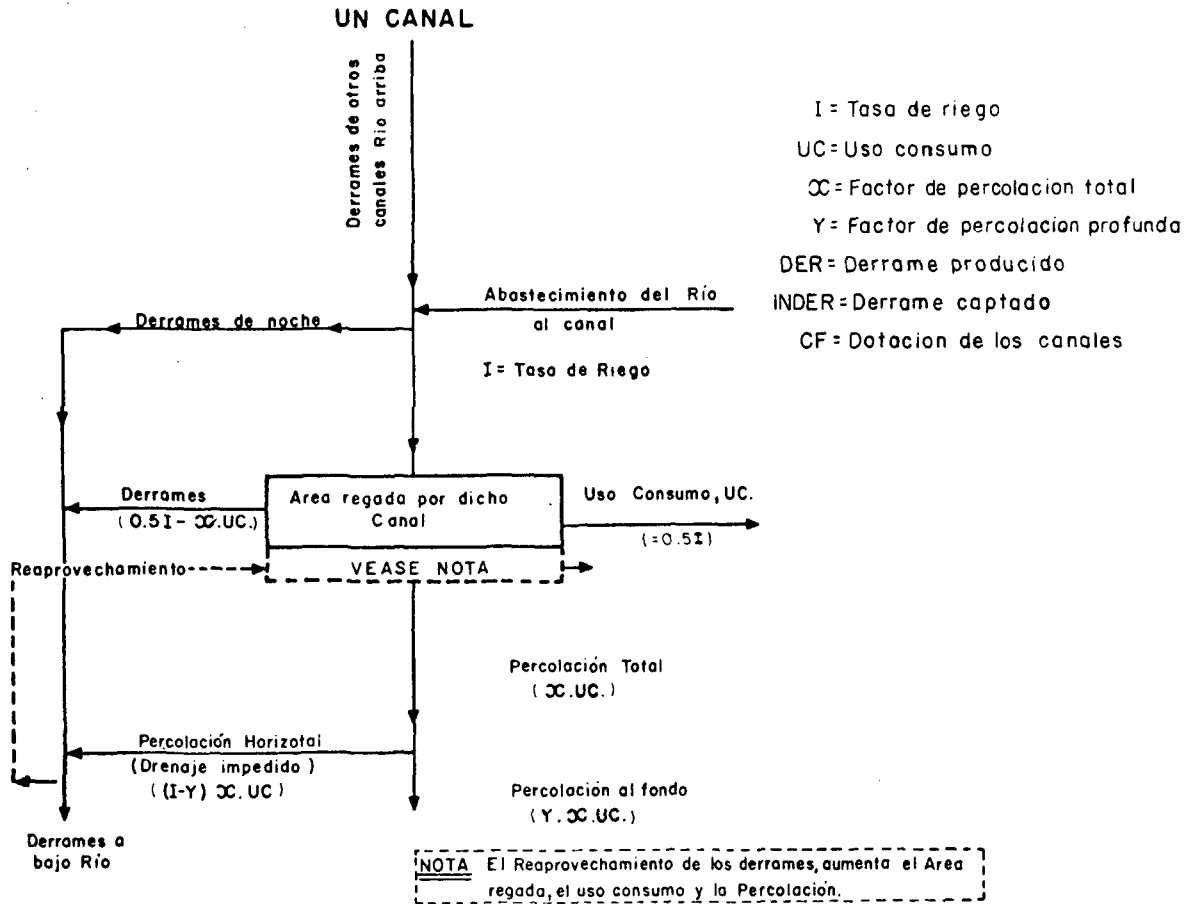 UN CANAL
Derrames de otros
canales Rio arriba
I = Tasa de riego
UC = Uso consumo
X = Factor de percolacion total
Y = Factor de percolacion profunda
DER = Derrame producido
INDER = Derrame captado
CF = Dotacion de los canales
Abastecimiento del Río
al canal
Derrames de noche
I = Tasa de Riego
Derrames
(0.5I - X.UC.)
Area regada por dicho
Canal
Uso Consumo, UC.
(=0.5I)
Reaprovechamiento
VEASE NOTA
Percolación Total
(X.UC.)
Percolación Horizotal
(Drenaje impedido)
((I-Y) X.UC)
Percolación al fondo
(Y.X.UC.)
Derrames a
bajo Río
NOTA El Reaprovechamiento de los derrames, aumenta el Area
regada, el uso consumo y la Percolación.